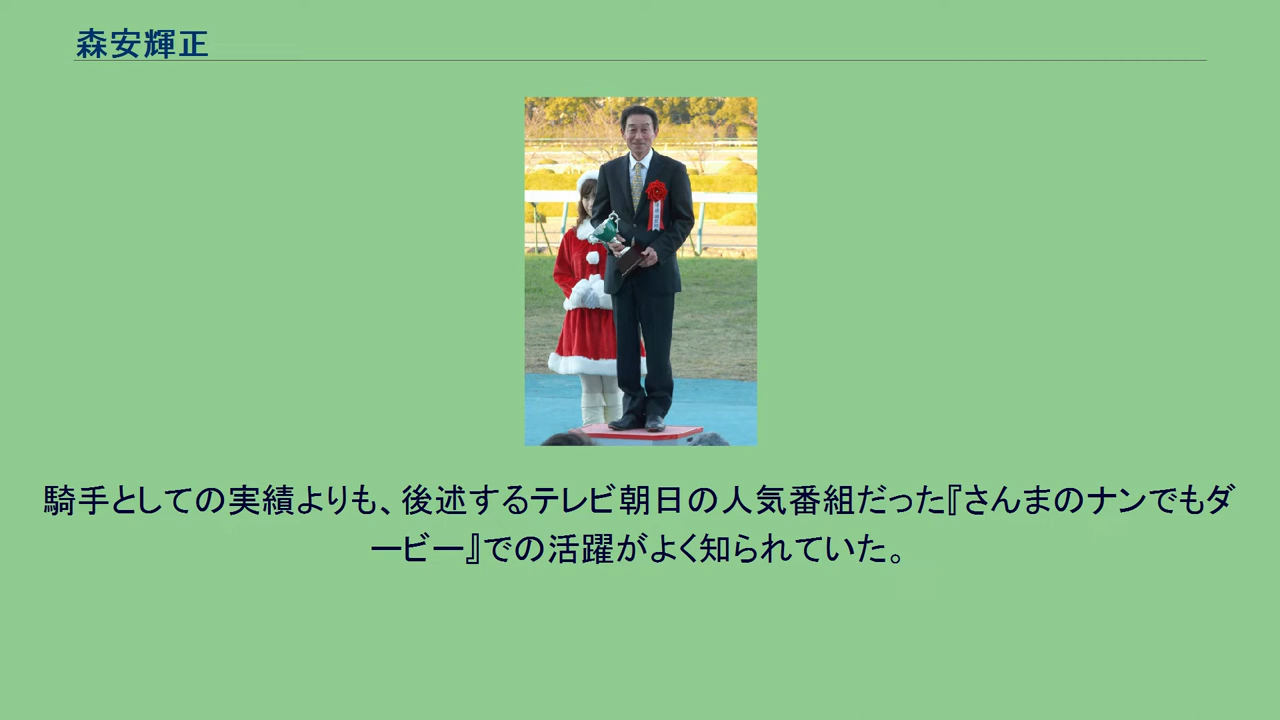 森安輝正
騎手としての実績よりも、後述するテレビ朝日の人気番組だった『さんまのナンでもダ
ービー』での活躍がよく知られていた。